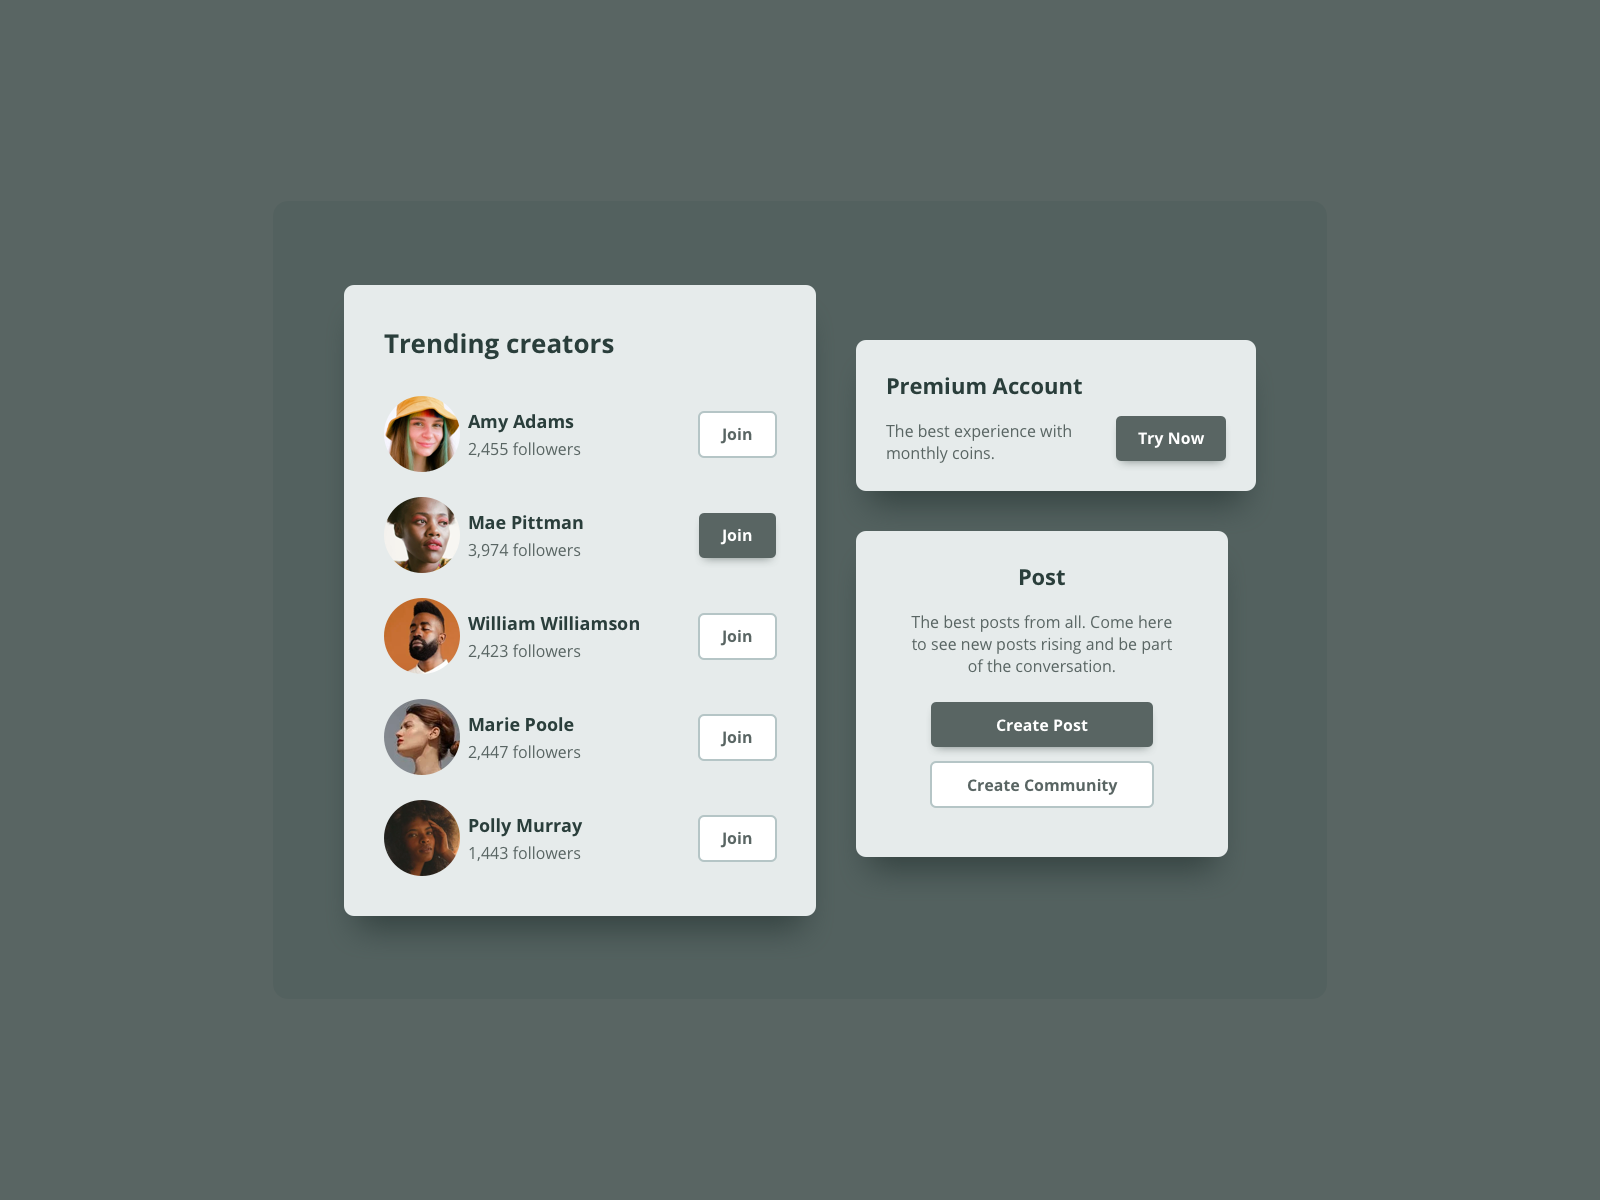 Trending creators
Amy Adams
2,455 followers
Join
Mae Pittman
3,974 followers
Join
William Williamson
2,423 followers
Join
Marie Poole
2,447 followers
Join
Polly Murray
1,443 followers
Join
Premium Account
The best experience with
monthly coins.
Try Now
Post
The best posts from all. Come here
to see new posts rising and be part
of the conversation.
Create Post
Create Community